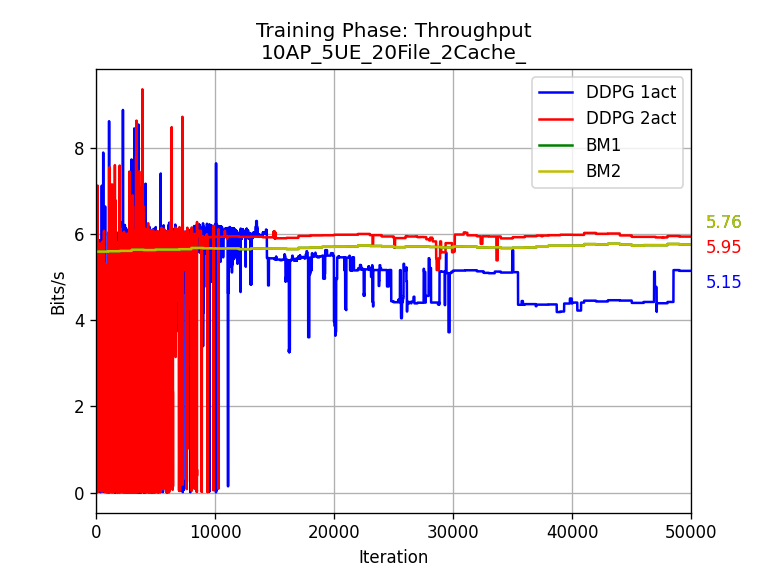 Training Phase: Throughput
10AP_5UE_20File_2Cache_
DDPG 1act
DDPG 2act
BM1
BM2
Bits/s
8
6
4
2
0
5.76
5.95
5.15
0
10000
20000
30000
40000
50000
Iteration